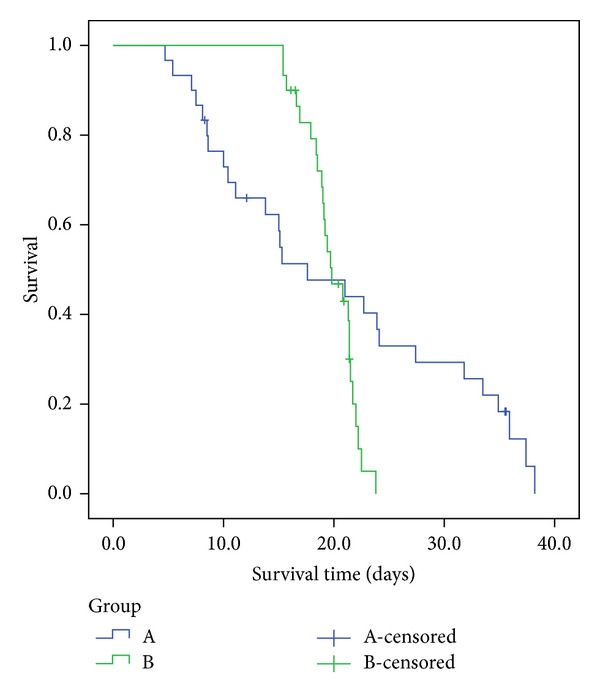 1.0
0.8
0.6
0.4
0.2
0.0
Survival
0.0 10.0 20.0 30.0 40.0
Survival time (days)
Group
A A-censored
B B-censored